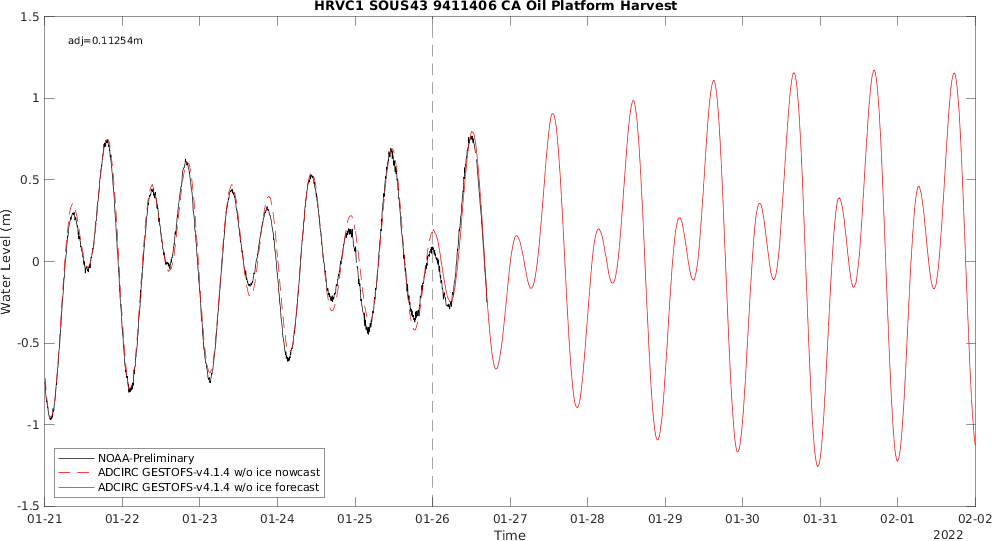 HRVC1 SOUS43 9411406 CA Oil Platform Harvest
adj=0.11254m
1.5
1
0.5
0
-0.5
-1
-1.5
Water Level (m)
NOAA-Preliminary
ADCIRC GESTOFS-v4.1.4 w/o ice nowcast
ADCIRC GESTOFS-v4.1.4 w/o ice forecast
01-21 01-22 01-23 01-24 01-25 01-26 01-27 01-28 01-29 01-30 01-31 02-01 02-02
Time
2022